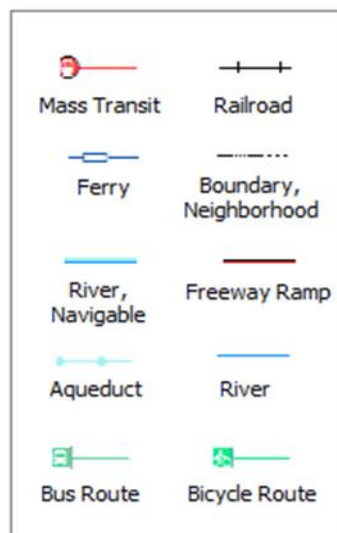 Mass Transit
Railroad
Ferry
Boundary,
Neighborhood
River,
Navigable
Freeway Ramp
Aqueduct
River
Bus Route
Bicycle Route